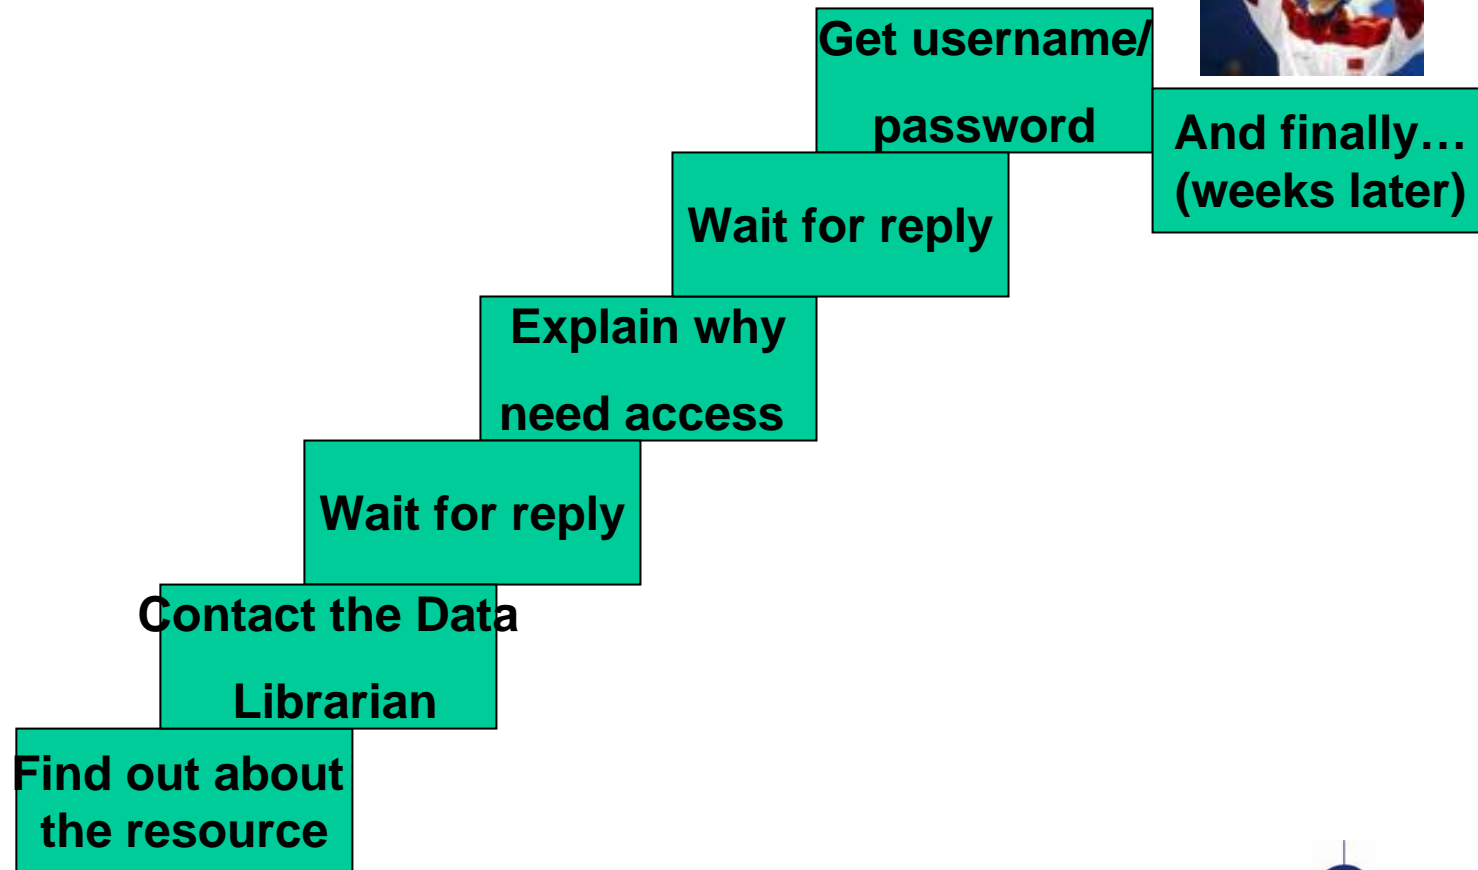 Get username/
password
And finally…
(weeks later)
Wait for reply
Explain why
need access
Wait for reply
Contact the Data
Librarian
Find out about
the resource